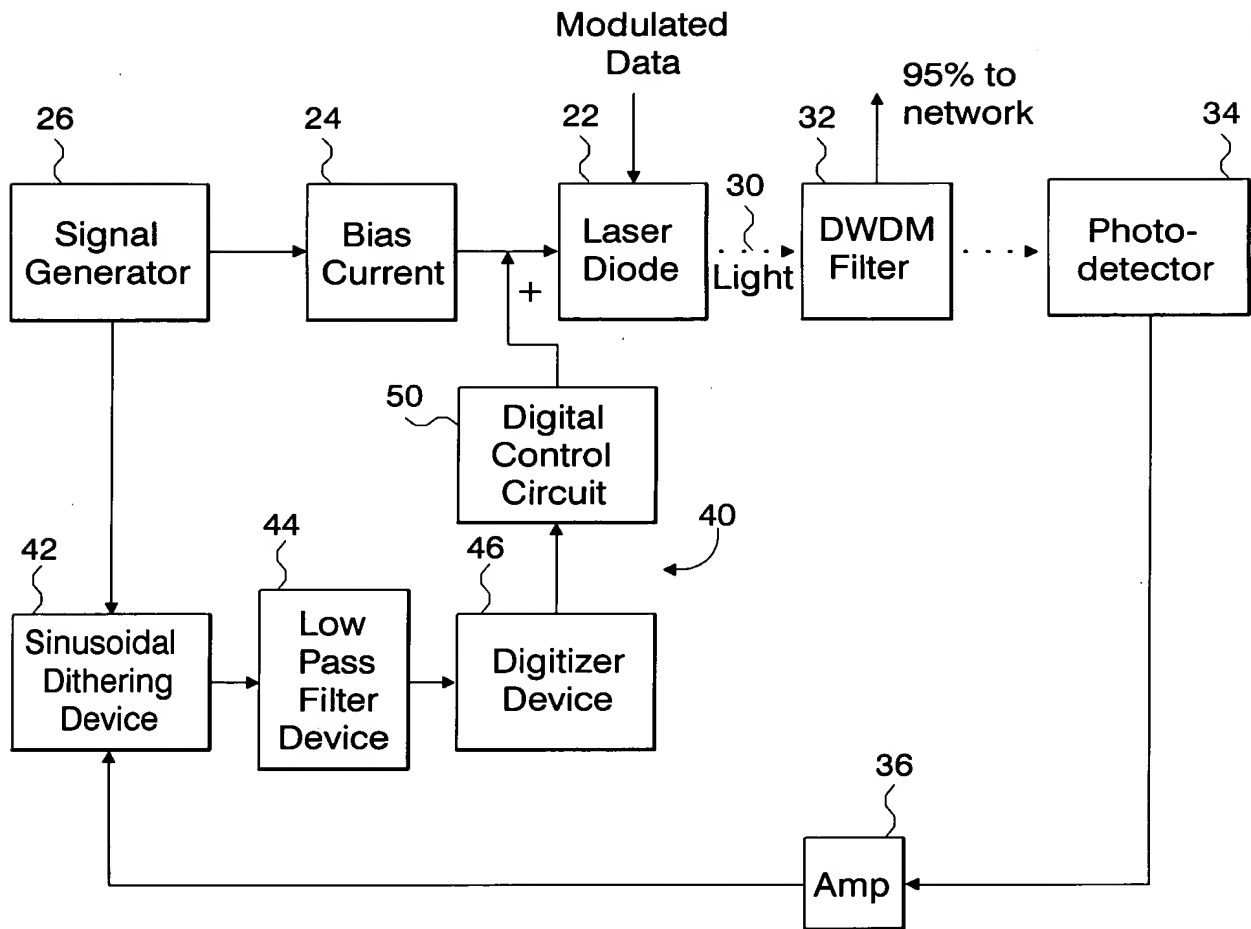 Modulated
Data
95% to
network
26
24
22
32
34
30
Signal
Generator
Bias
Current
+
Laser
Diode
Light
DWDM
Filter
Photo-
detector
50
Digital
Control
Circuit
40
42
44
46
Sinusoidal
Dithering
Device
Low
Pass
Filter
Device
Digitizer
Device
36
Amp